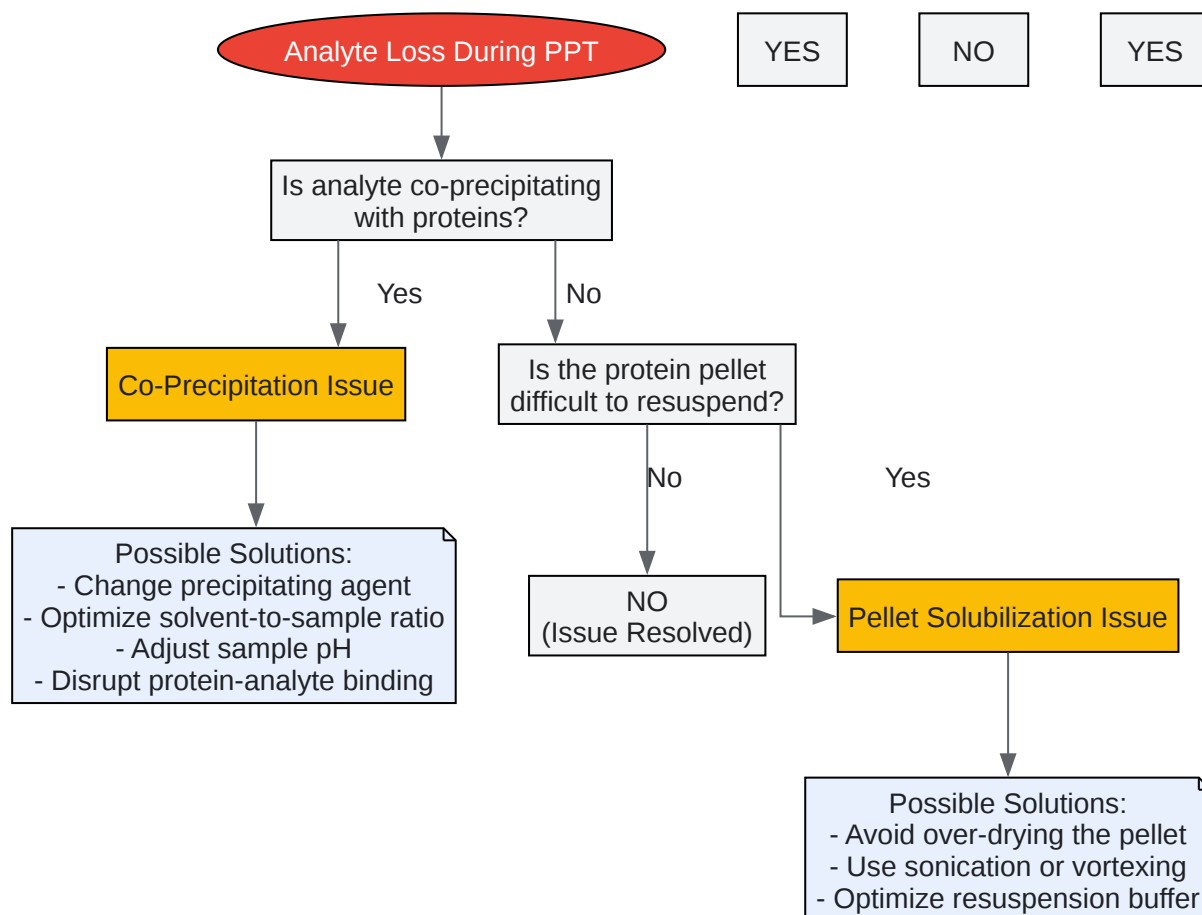 Analyte Loss During PPT
YES
NO
YES
Is analyte co-precipitating
with proteins?
Yes
No
Co-Precipitation Issue
Is the protein pellet
difficult to resuspend?
No
Yes
Possible Solutions:
- Change precipitating agent
- Optimize solvent-to-sample ratio
- Adjust sample pH
- Disrupt protein-analyte binding
NO
(Issue Resolved)
Pellet Solubilization Issue
Possible Solutions:
- Avoid over-drying the pellet
- Use sonication or vortexing
- Optimize resuspension buffer